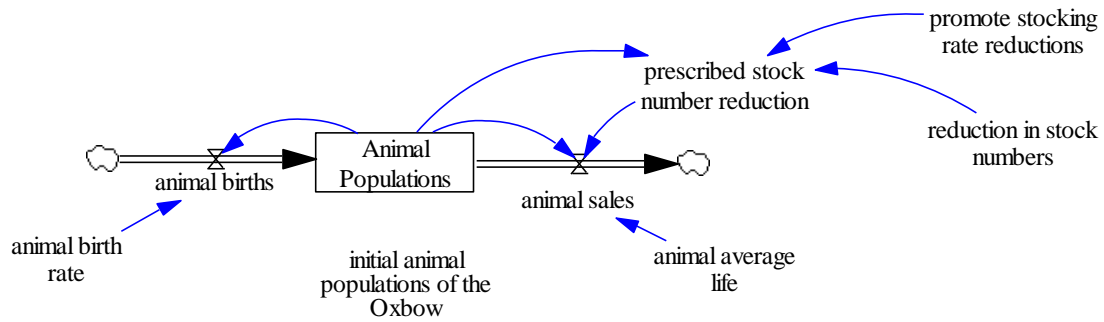 promote stocking
rate reductions
prescribed stock
number reduction
reduction in stock
numbers
Animal
Populations
animal births
animal sales
animal birth
rate
initial animal
populations of the
Oxbow
animal average
life